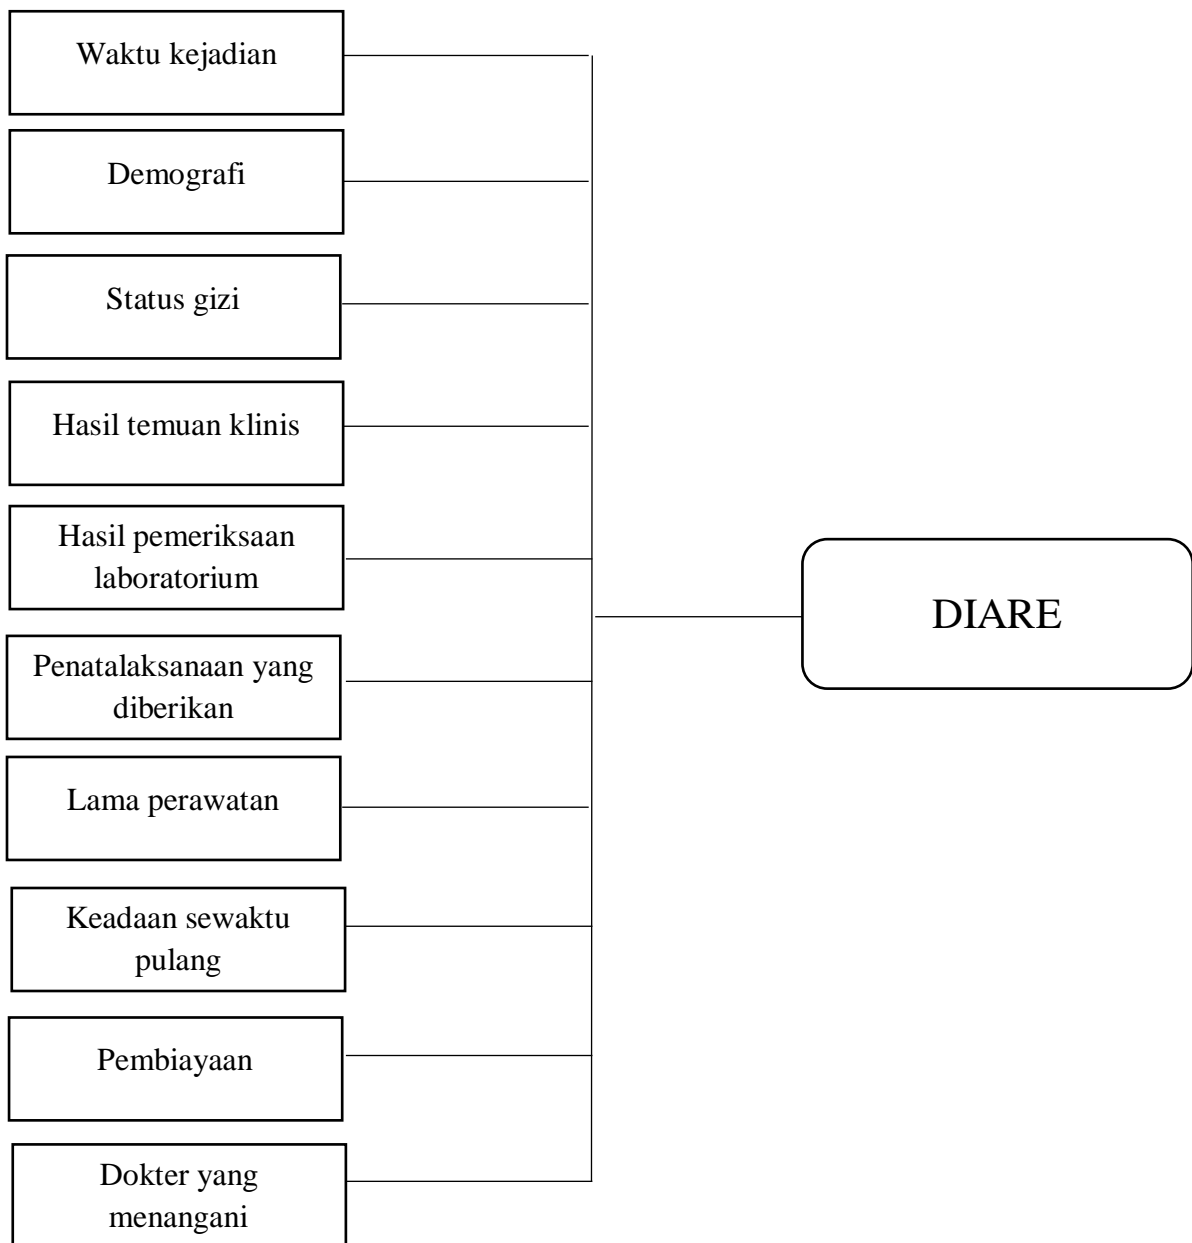 Waktu kejadian
Demografi
Status gizi
Hasil temuan klinis
Hasil pemeriksaan
laboratorium
Penatalaksanaan yang
diberikan
Lama perawatan
Keadaan sewaktu
pulang
Pembiayaan
Dokter yang
menangani
DIARE